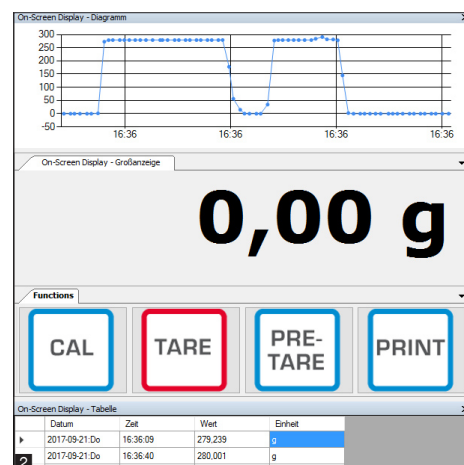 On-Screen Display - Diagramm
300
250
200
150
100
50
0
-50
16:36 16:36 16:36 16:36
On-Screen Display - Großanzeige
0,00 g
Functions
CAL TARE PRE-TARE PRINT
On-Screen Display - Tabelle
Datum Zeit Wert Einheit
2017-09-21:Do 16:36:09 279,239 g
2017-09-21:Do 16:36:40 280,001 g
2